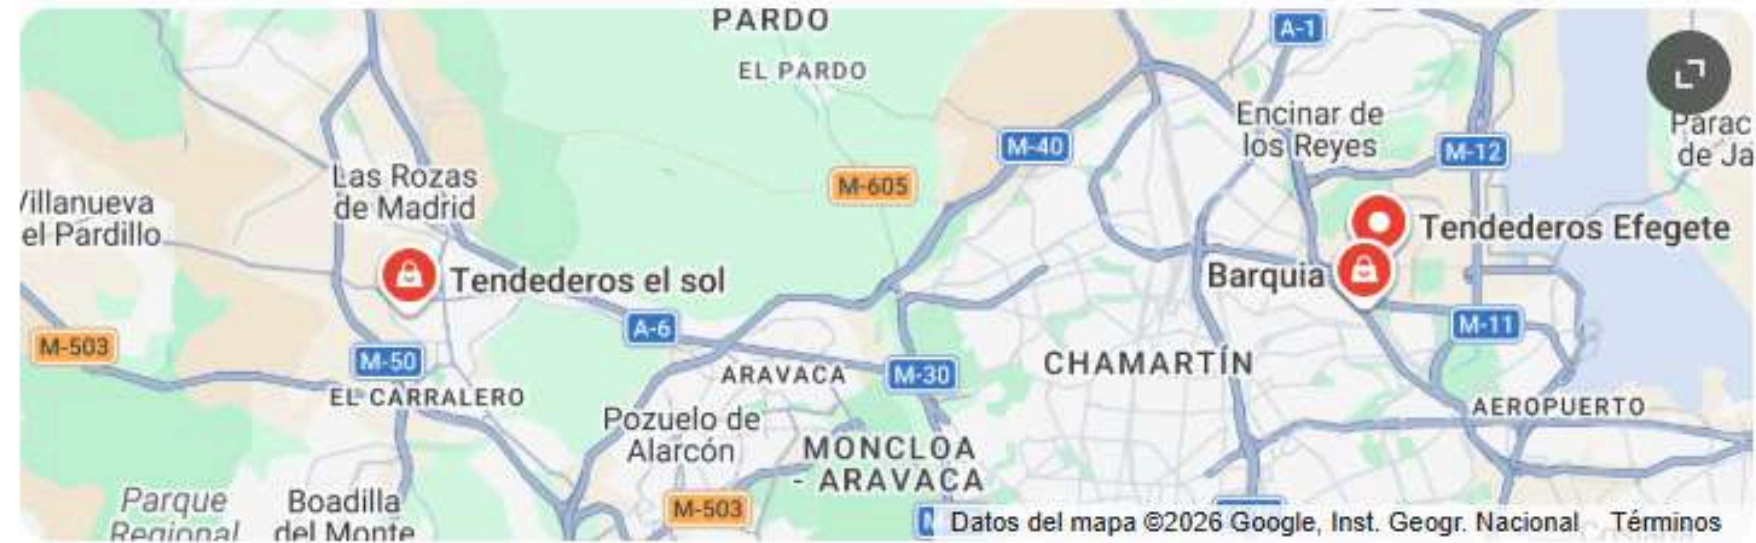 PARDO
A-1
EL PARDO
Encinar de
los Reyes
Parac
de Ja
M-40
M-12
Las Rozas
de Madrid
M-605
Villanueva
el Pardillo
Tendederos Efegete
Tendederos el sol
Barquia
A-6
M-11
M-503
M-50
ARAVACA
M-30
CHAMARTÍN
EL CARRALERO
AEROPUERTO
Pozuelo de
Alarcón
MONCLOA
- ARAVACA
Parque
Regional
Boadilla
del Monte
M-503
Datos del mapa ©2026 Google, Inst. Geogr. Nacional
Términos